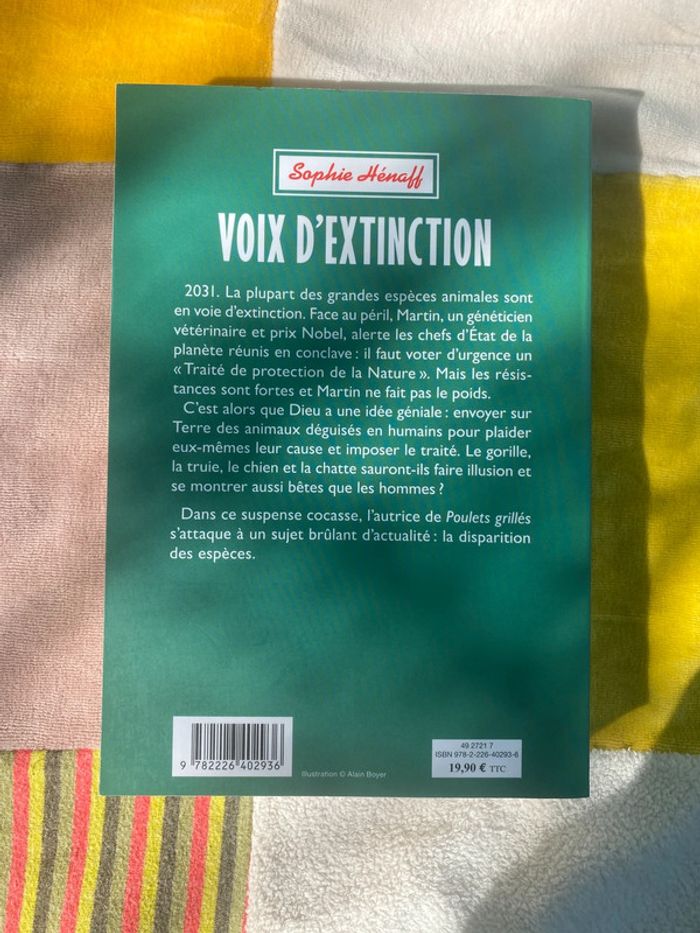 Sophie Hénaff
VOIX D'EXTINCTION
2031. La plupart des grandes espèces animales sont
en voie d'extinction. Face au péril, Martin, un généticien
vétérinaire et prix Nobel, alerte les chefs d'État de la
planète réunis en conclave : il faut voter d'urgence un
« Traité de protection de la Nature ». Mais les résis-
tances sont fortes et Martin ne fait pas le poids.
C'est alors que Dieu a une idée géniale : envoyer sur
Terre des animaux déguisés en humains pour plaider
eux-mêmes leur cause et imposer le traité. Le gorille,
la truie, le chien et la chatte sauront-ils faire illusion et
se montrer aussi bêtes que les hommes ?
Dans ce suspense cocasse, l'autrice de Poulets grillés
s'attaque à un sujet brûlant d'actualité : la disparition
des espèces.
49 2721 7
ISBN 978-2-226-40293-6
19,90 € TTC
9 782226 402936
Illustration © Alain Boyer